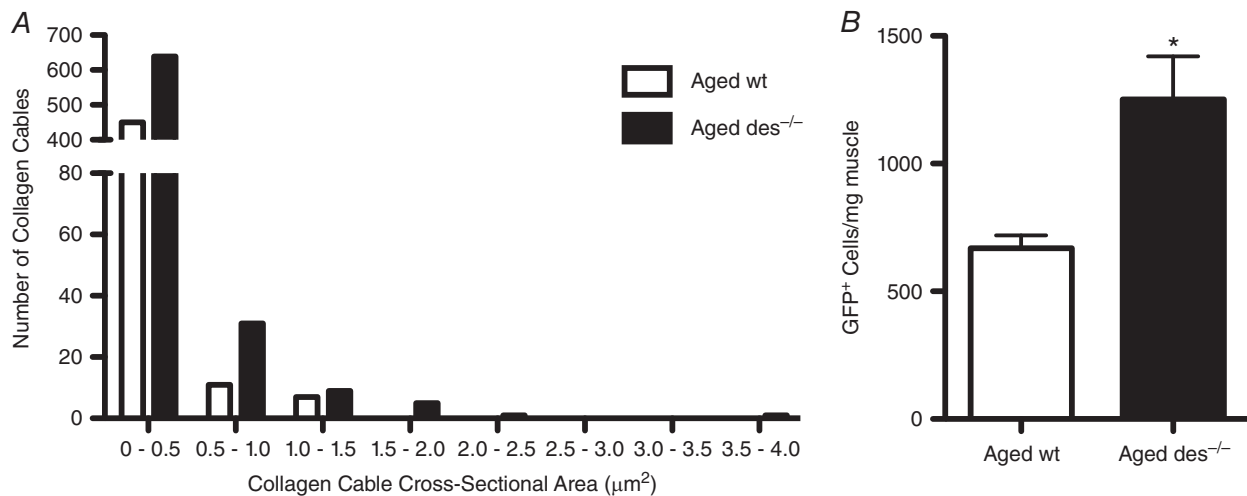 A
Number of Collagen Cables
700
600
500
400
80
60
40
20
0
0 - 0.5 0.5 - 1.0 1.0 - 1.5 1.5 - 2.0 2.0 - 2.5 2.5 - 3.0 3.0 - 3.5 3.5 - 4.0
Collagen Cable Cross-Sectional Area (μm²)
Aged wt
Aged des⁻/⁻
B
GFP⁺ Cells/mg muscle
1500
1000
500
0
*
Aged wt Aged des⁻/⁻